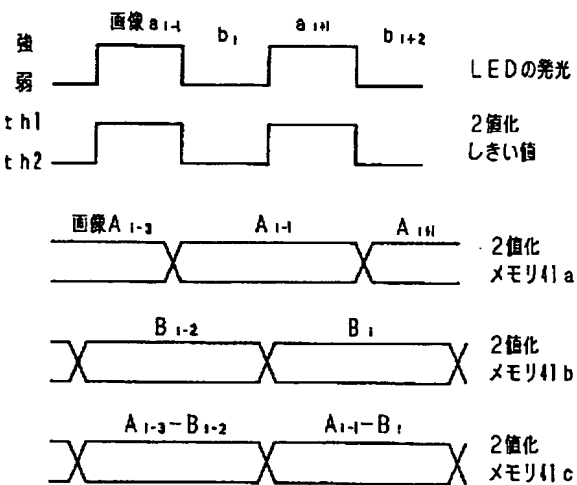 画像 a i-1 b i a i+1 b i+2
強
弱
LEDの発光
th1
th2
2値化
しきい値
画像A i-3 A i-1 A i+1
2値化
メモリ41a
B i-2 B i
2値化
メモリ41b
A i-3－B i-2 A i-1－B i
2値化
メモリ41c